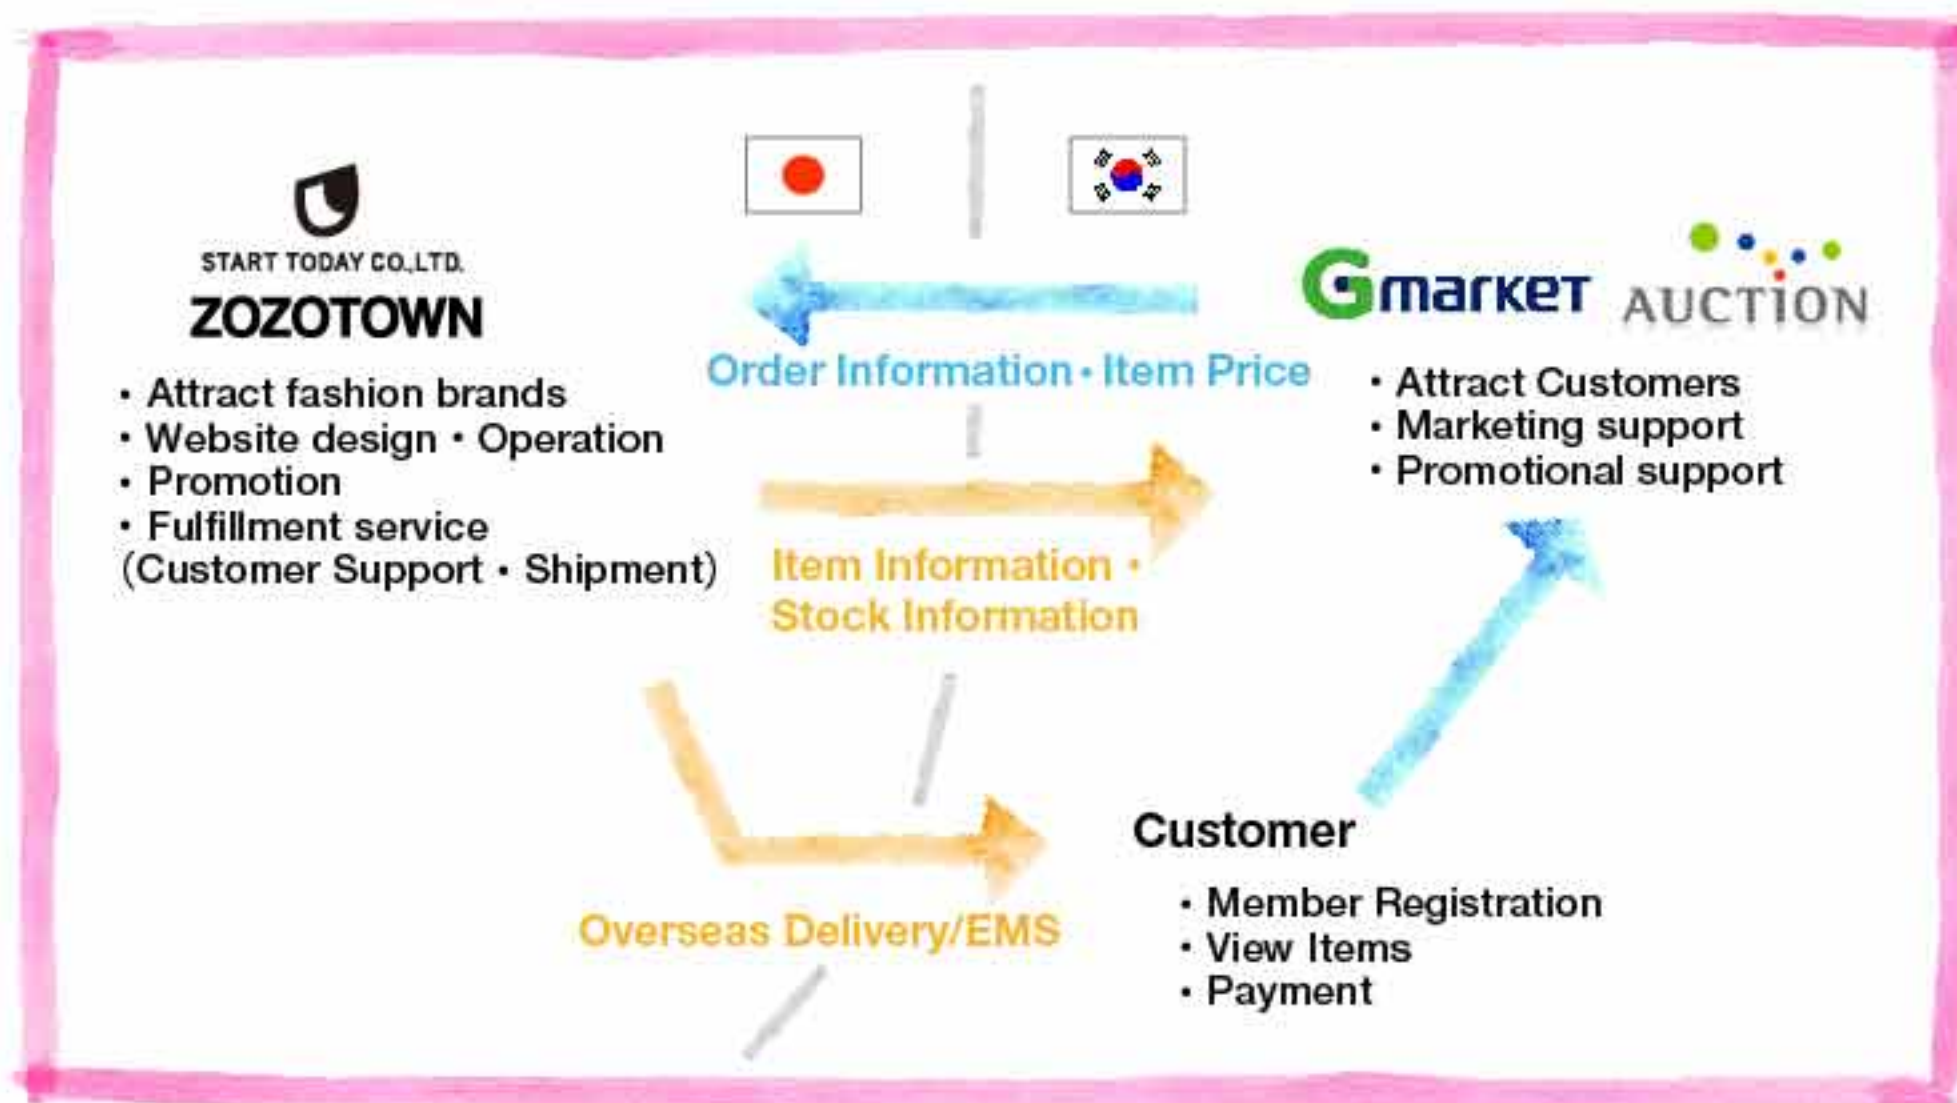 START TODAY CO.,LTD.
ZOZOTOWN
・Attract fashion brands
・Website design・Operation
・Promotion
・Fulfillment service
(Customer Support・Shipment)
Order Information・Item Price
Item Information・
Stock Information
Overseas Delivery/EMS
Gmarket
AUCTION
・Attract Customers
・Marketing support
・Promotional support
Customer
・Member Registration
・View Items
・Payment